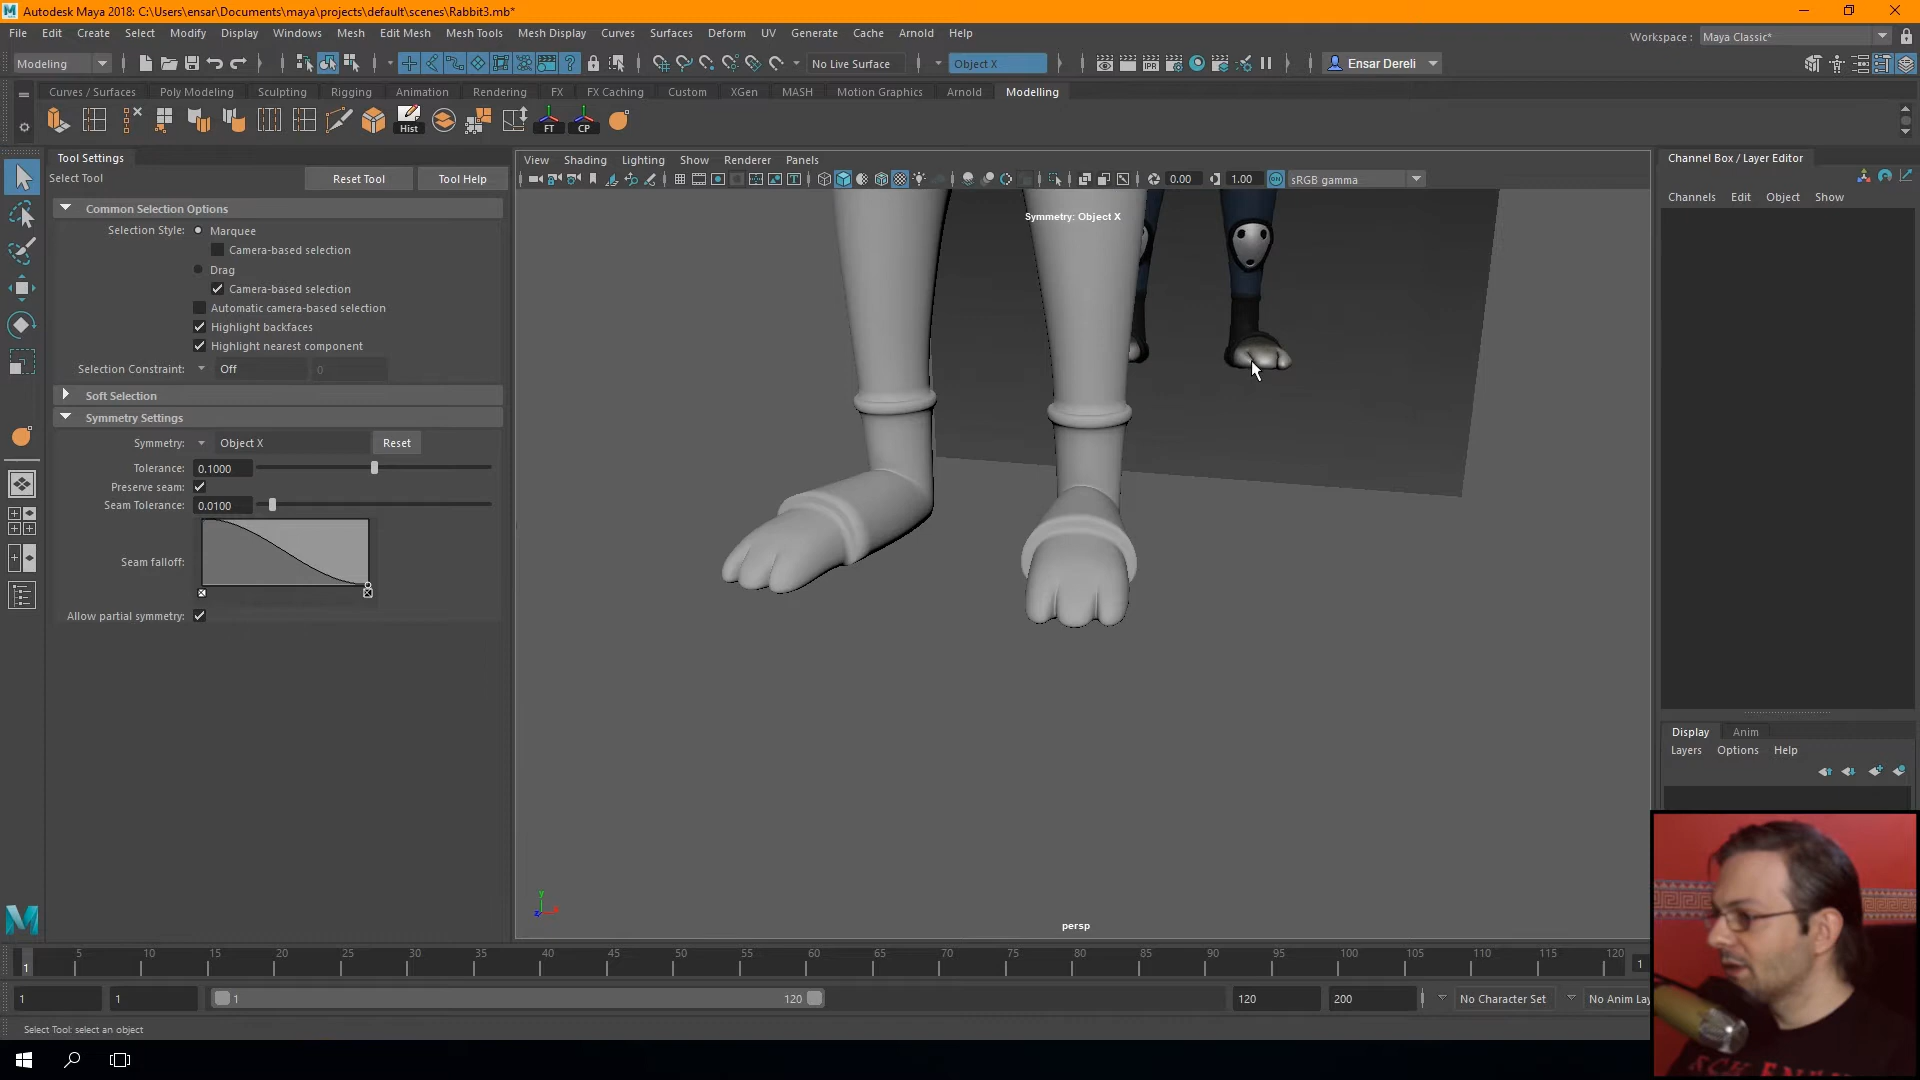 Autodesk Maya 2018: C:\Users\ensar\Documents\maya\projects\default\scenes\Rabbit3.mb*
File Edit Create Select Modify Display Windows Mesh Edit Mesh Mesh Tools Mesh Display Curves Surfaces Deform UV Generate Cache Arnold Help
Workspace : Maya Classic*
Modeling No Live Surface Object X Ensar Dereli
Curves / Surfaces Poly Modeling Sculpting Rigging Animation Rendering FX FX Caching Custom XGen MASH Motion Graphics Arnold Modelling
Hist FT CP
Tool Settings
Select Tool Reset Tool Tool Help
Common Selection Options
Selection Style: Marquee
Camera-based selection
Drag
Camera-based selection
Automatic camera-based selection
Highlight backfaces
Highlight nearest component
Selection Constraint: Off 0
Soft Selection
Symmetry Settings
Symmetry: Object X Reset
Tolerance: 0.1000
Preserve seam:
Seam Tolerance: 0.0100
Seam falloff:
Allow partial symmetry:
View Shading Lighting Show Renderer Panels
0.00 1.00 ON sRGB gamma
Symmetry: Object X
y
z
persp
Channel Box / Layer Editor
Channels Edit Object Show
Display Anim
Layers Options Help
1 5 10 15 20 25 30 35 40 45 50 55 60 65 70 75 80 85 90 95 100 105 110 115 120 1
1 1 1 120 120 200 No Character Set No Anim Lay
Select Tool: select an object